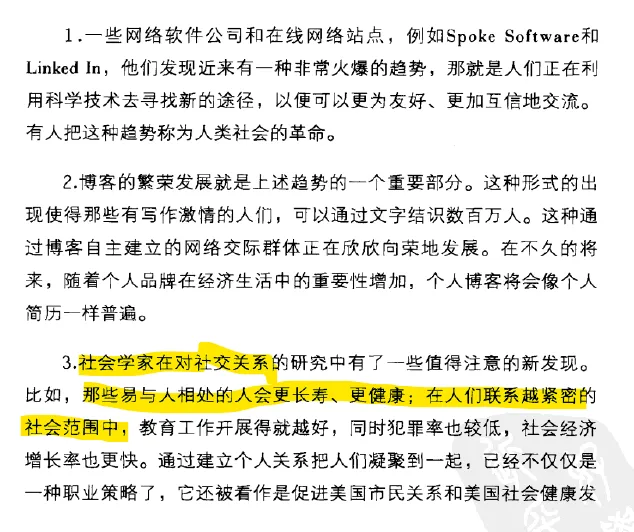 1.一些网络软件公司和在线网络站点，例如Spoke Software和
Linked In，他们发现近来有一种非常火爆的趋势，那就是人们正在利
用科学技术去寻找新的途径，以便可以更为友好、更加互信地交流。
有人把这种趋势称为人类社会的革命。
2.博客的繁荣发展就是上述趋势的一个重要部分。这种形式的出
现使得那些有写作激情的人们，可以通过文字结识数百万人。这种通
过博客自主建立的网络交际群体正在欣欣向荣地发展。在不久的将
来，随着个人品牌在经济生活中的重要性增加，个人博客将会像个人
简历一样普遍。
3.社会学家在对社交关系的研究中有了一些值得注意的新发现。
比如，那些易与人相处的人会更长寿、更健康；在人们联系越紧密的
社会范围中，教育工作开展得就越好，同时犯罪率也较低，社会经济
增长率也更快。通过建立个人关系把人们凝聚到一起，已经不仅仅是
一种职业策略了，它还被看作是促进美国市民关系和美国社会健康发